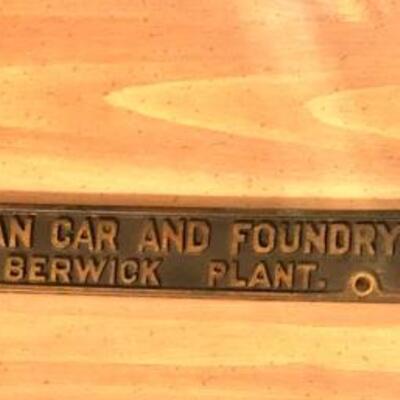 AN CAR AND FOUNDRY
BERWICK PLANT.